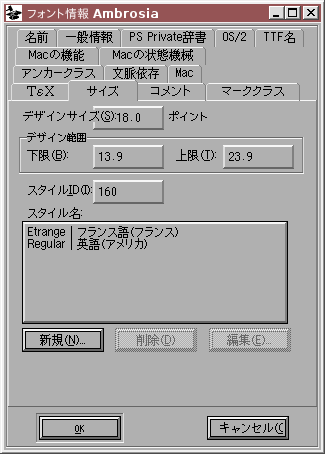 フォント情報 Ambrosia
名前 一般情報 PS Private辞書 OS/2 TTF名
Macの機能 Macの状態機械
アンカークラス 文脈依存 Mac
ΤεΧ サイズ コメント マーククラス
デザインサイズ(S): 18.0 ポイント
デザイン範囲
下限(B): 13.9 上限(T): 23.9
スタイルID(I): 160
スタイル名:
Etrange フランス語(フランス)
Regular 英語(アメリカ)
新規(N)... 削除(D) 編集(E)...
OK キャンセル(C